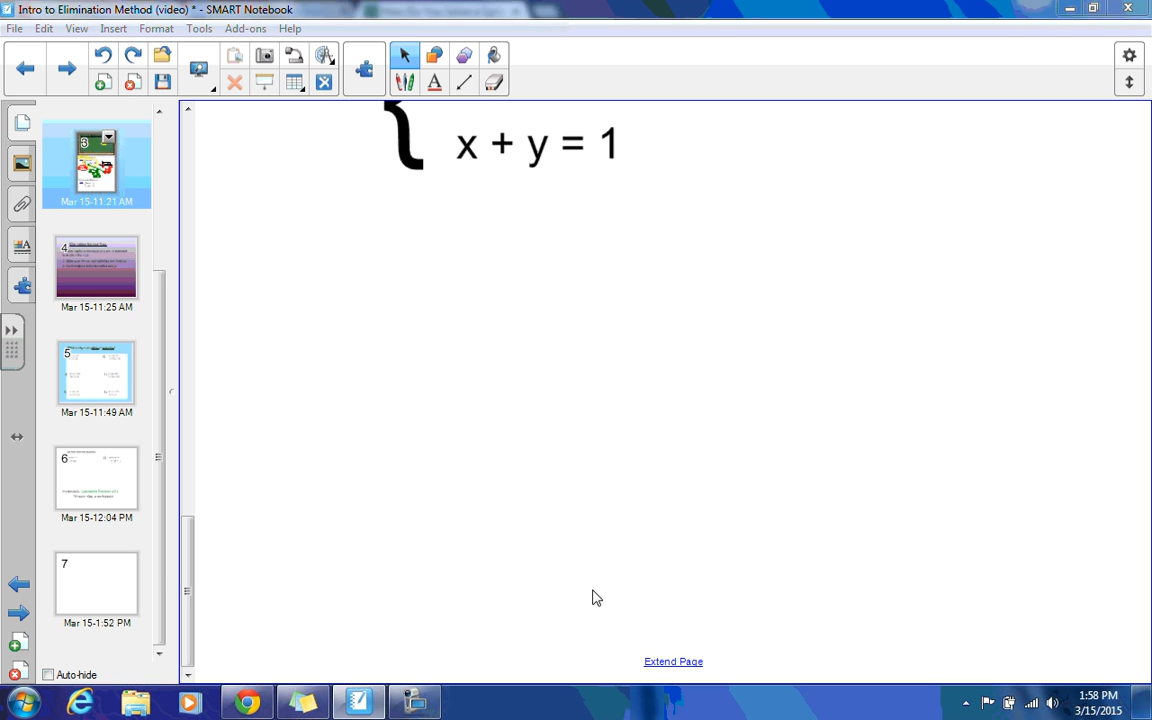 Intro to Elimination Method (video) * - SMART Notebook
File Edit View Insert Format Tools Add-ons Help
x + y = 1
3
Mar 15-11:21 AM
4
Mar 15-11:25 AM
5
Mar 15-11:49 AM
6
Mar 15-12:04 PM
7
Mar 15-1:52 PM
Extend Page
Auto-hide
1:58 PM
3/15/2015